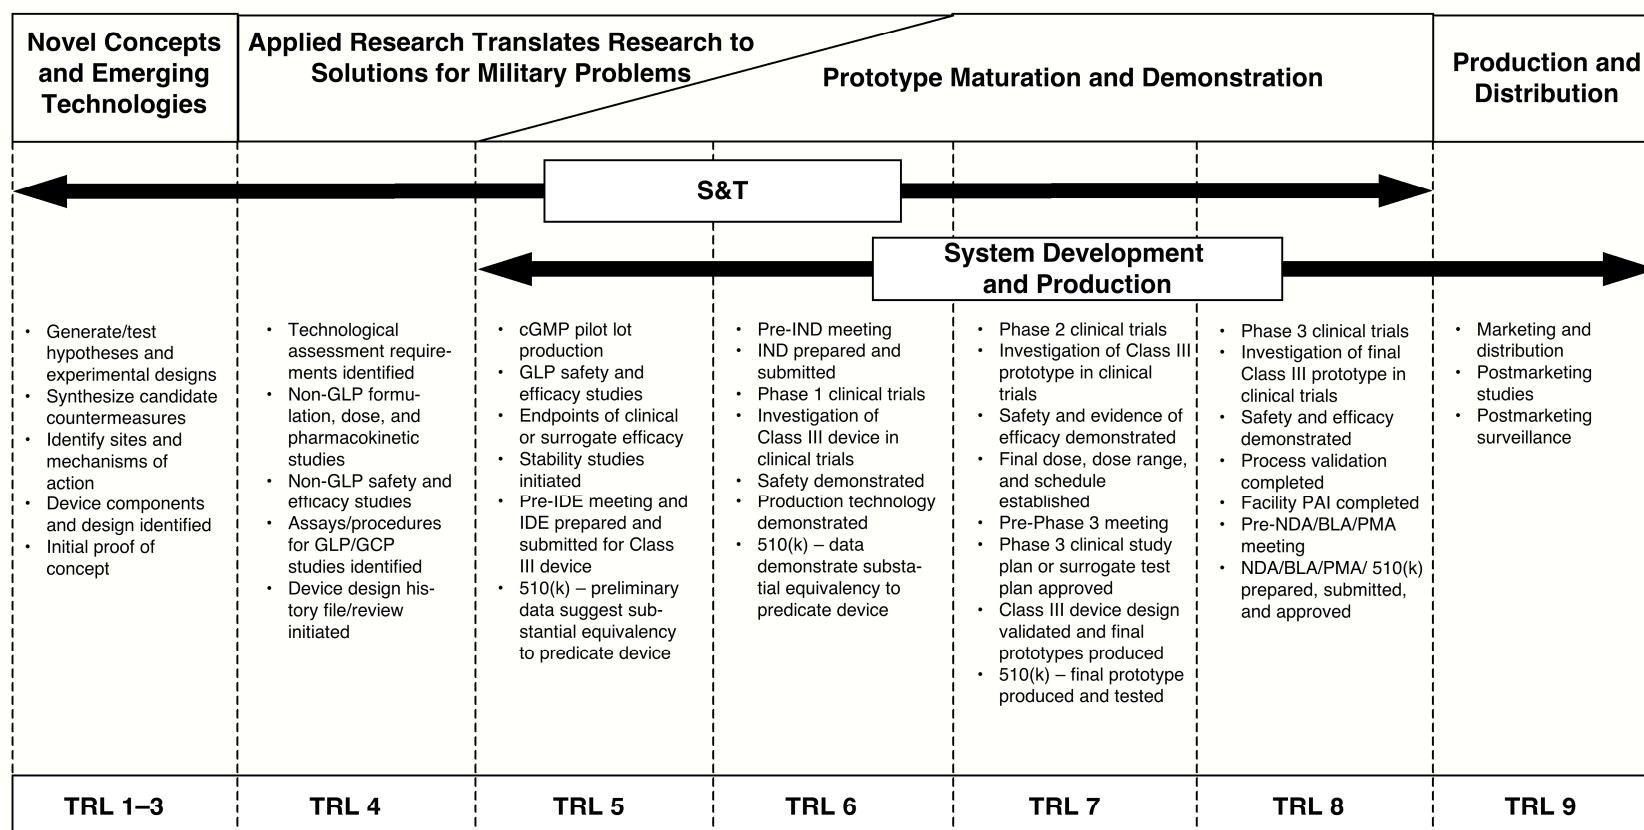 Novel Concepts
and Emerging
Technologies
Applied Research Translates Research to
Solutions for Military Problems
Prototype Maturation and Demonstration
Production and
Distribution
S&T
System Development
and Production
• Generate/test
hypotheses and
experimental designs
• Synthesize candidate
countermeasures
• Identify sites and
mechanisms of
action
• Device components
and design identified
• Initial proof of
concept
• Technological
assessment require-
ments identified
• Non-GLP formu-
lation, dose, and
pharmacokinetic
studies
• Non-GLP safety and
efficacy studies
• Assays/procedures
for GLP/GCP
studies identified
• Device design his-
tory file/review
initiated
• cGMP pilot lot
production
• GLP safety and
efficacy studies
• Endpoints of clinical
or surrogate efficacy
• Stability studies
initiated
• Pre-IDE meeting and
IDE prepared and
submitted for Class
III device
• 510(k) – preliminary
data suggest sub-
stantial equivalency
to predicate device
• Pre-IND meeting
• IND prepared and
submitted
• Phase 1 clinical trials
• Investigation of
Class III device in
clinical trials
• Safety demonstrated
• Production technology
demonstrated
• 510(k) – data
demonstrate substa-
tial equivalency to
predicate device
• Phase 2 clinical trials
• Investigation of Class III
prototype in clinical
trials
• Safety and evidence of
efficacy demonstrated
• Final dose, dose range,
and schedule
established
• Pre-Phase 3 meeting
• Phase 3 clinical study
plan or surrogate test
plan approved
• Class III device design
validated and final
prototypes produced
• 510(k) – final prototype
produced and tested
• Phase 3 clinical trials
• Investigation of final
Class III prototype in
clinical trials
• Safety and efficacy
demonstrated
• Process validation
completed
• Facility PAI completed
• Pre-NDA/BLA/PMA
meeting
• NDA/BLA/PMA/ 510(k)
prepared, submitted,
and approved
• Marketing and
distribution
• Postmarketing
studies
• Postmarketing
surveillance
TRL 1–3
TRL 4
TRL 5
TRL 6
TRL 7
TRL 8
TRL 9